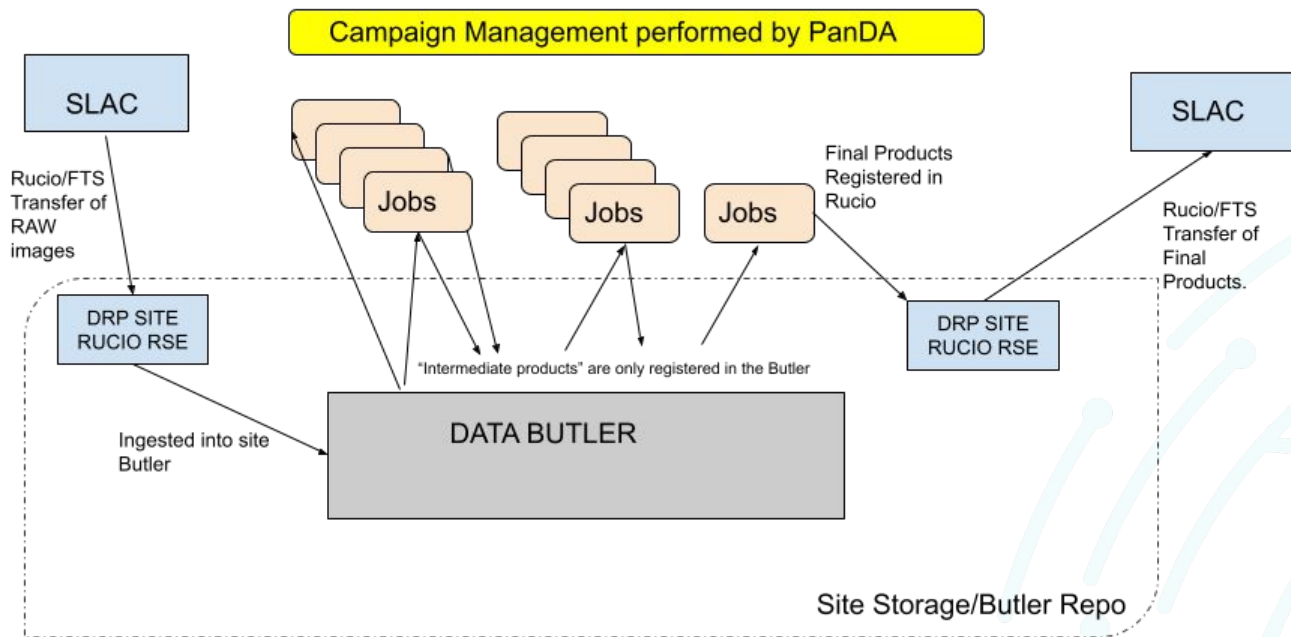 Campaign Management performed by PanDA
SLAC
SLAC
Jobs
Jobs
Jobs
Rucio/FTS
Transfer of
RAW
images
Final Products
Registered in
Rucio
Rucio/FTS
Transfer of
Final
Products.
DRP SITE
RUCIO RSE
DRP SITE
RUCIO RSE
“Intermediate products” are only registered in the Butler
Ingested into site
Butler
DATA BUTLER
Site Storage/Butler Repo